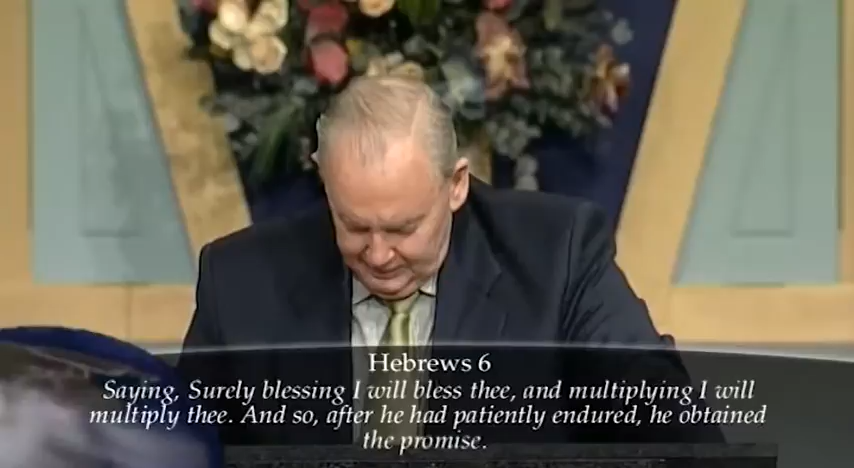 Hebrews 6
Saying, Surely blessing I will bless thee, and multiplying I will
multiply thee. And so, after he had patiently endured, he obtained
the promise.